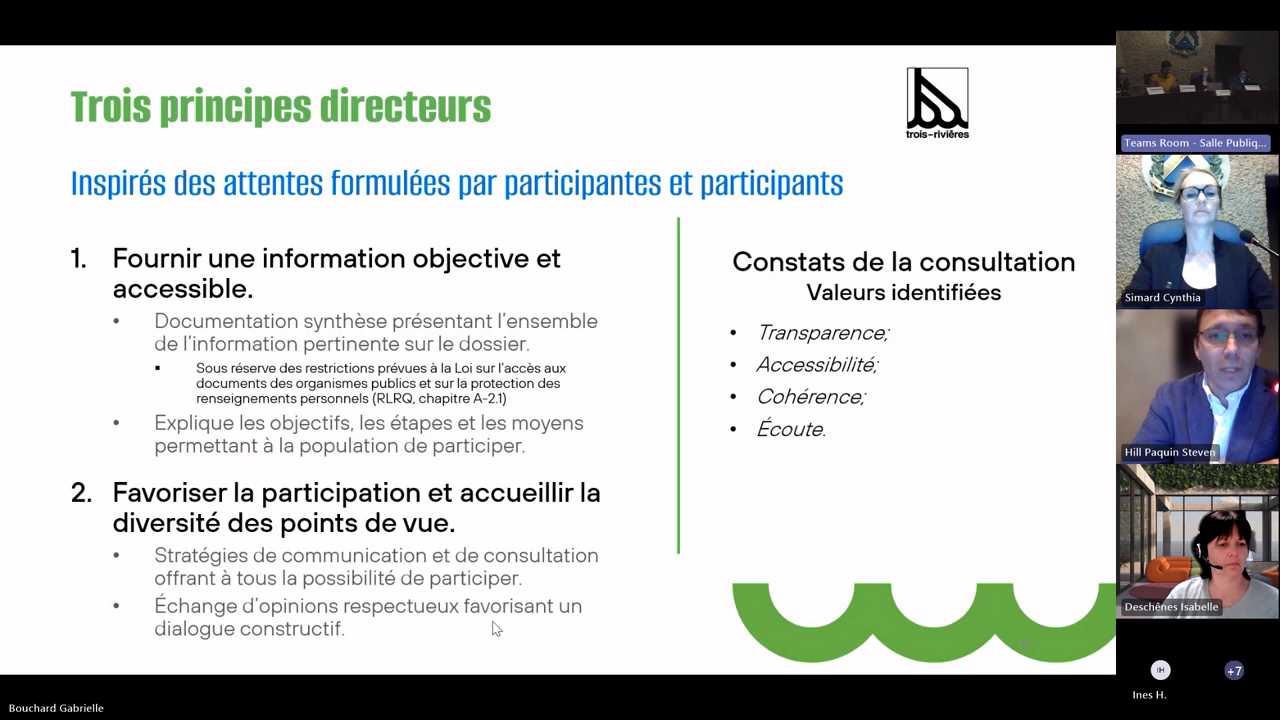 Trois principes directeurs
trois-rivières
Inspirés des attentes formulées par participantes et participants
1. Fournir une information objective et
accessible.
• Documentation synthèse présentant l'ensemble
de l'information pertinente sur le dossier.
▪ Sous réserve des restrictions prévues à la Loi sur l'accès aux
documents des organismes publics et sur la protection des
renseignements personnels (RLRQ, chapitre A-2.1)
• Explique les objectifs, les étapes et les moyens
permettant à la population de participer.
2. Favoriser la participation et accueillir la
diversité des points de vue.
• Stratégies de communication et de consultation
offrant à tous la possibilité de participer.
• Échange d'opinions respectueux favorisant un
dialogue constructif.
Constats de la consultation
Valeurs identifiées
• Transparence;
• Accessibilité;
• Cohérence;
• Écoute.
Teams Room - Salle Publiq...
Simard Cynthia
Hill Paquin Steven
Deschênes Isabelle
IH
+7
Ines H.
Bouchard Gabrielle